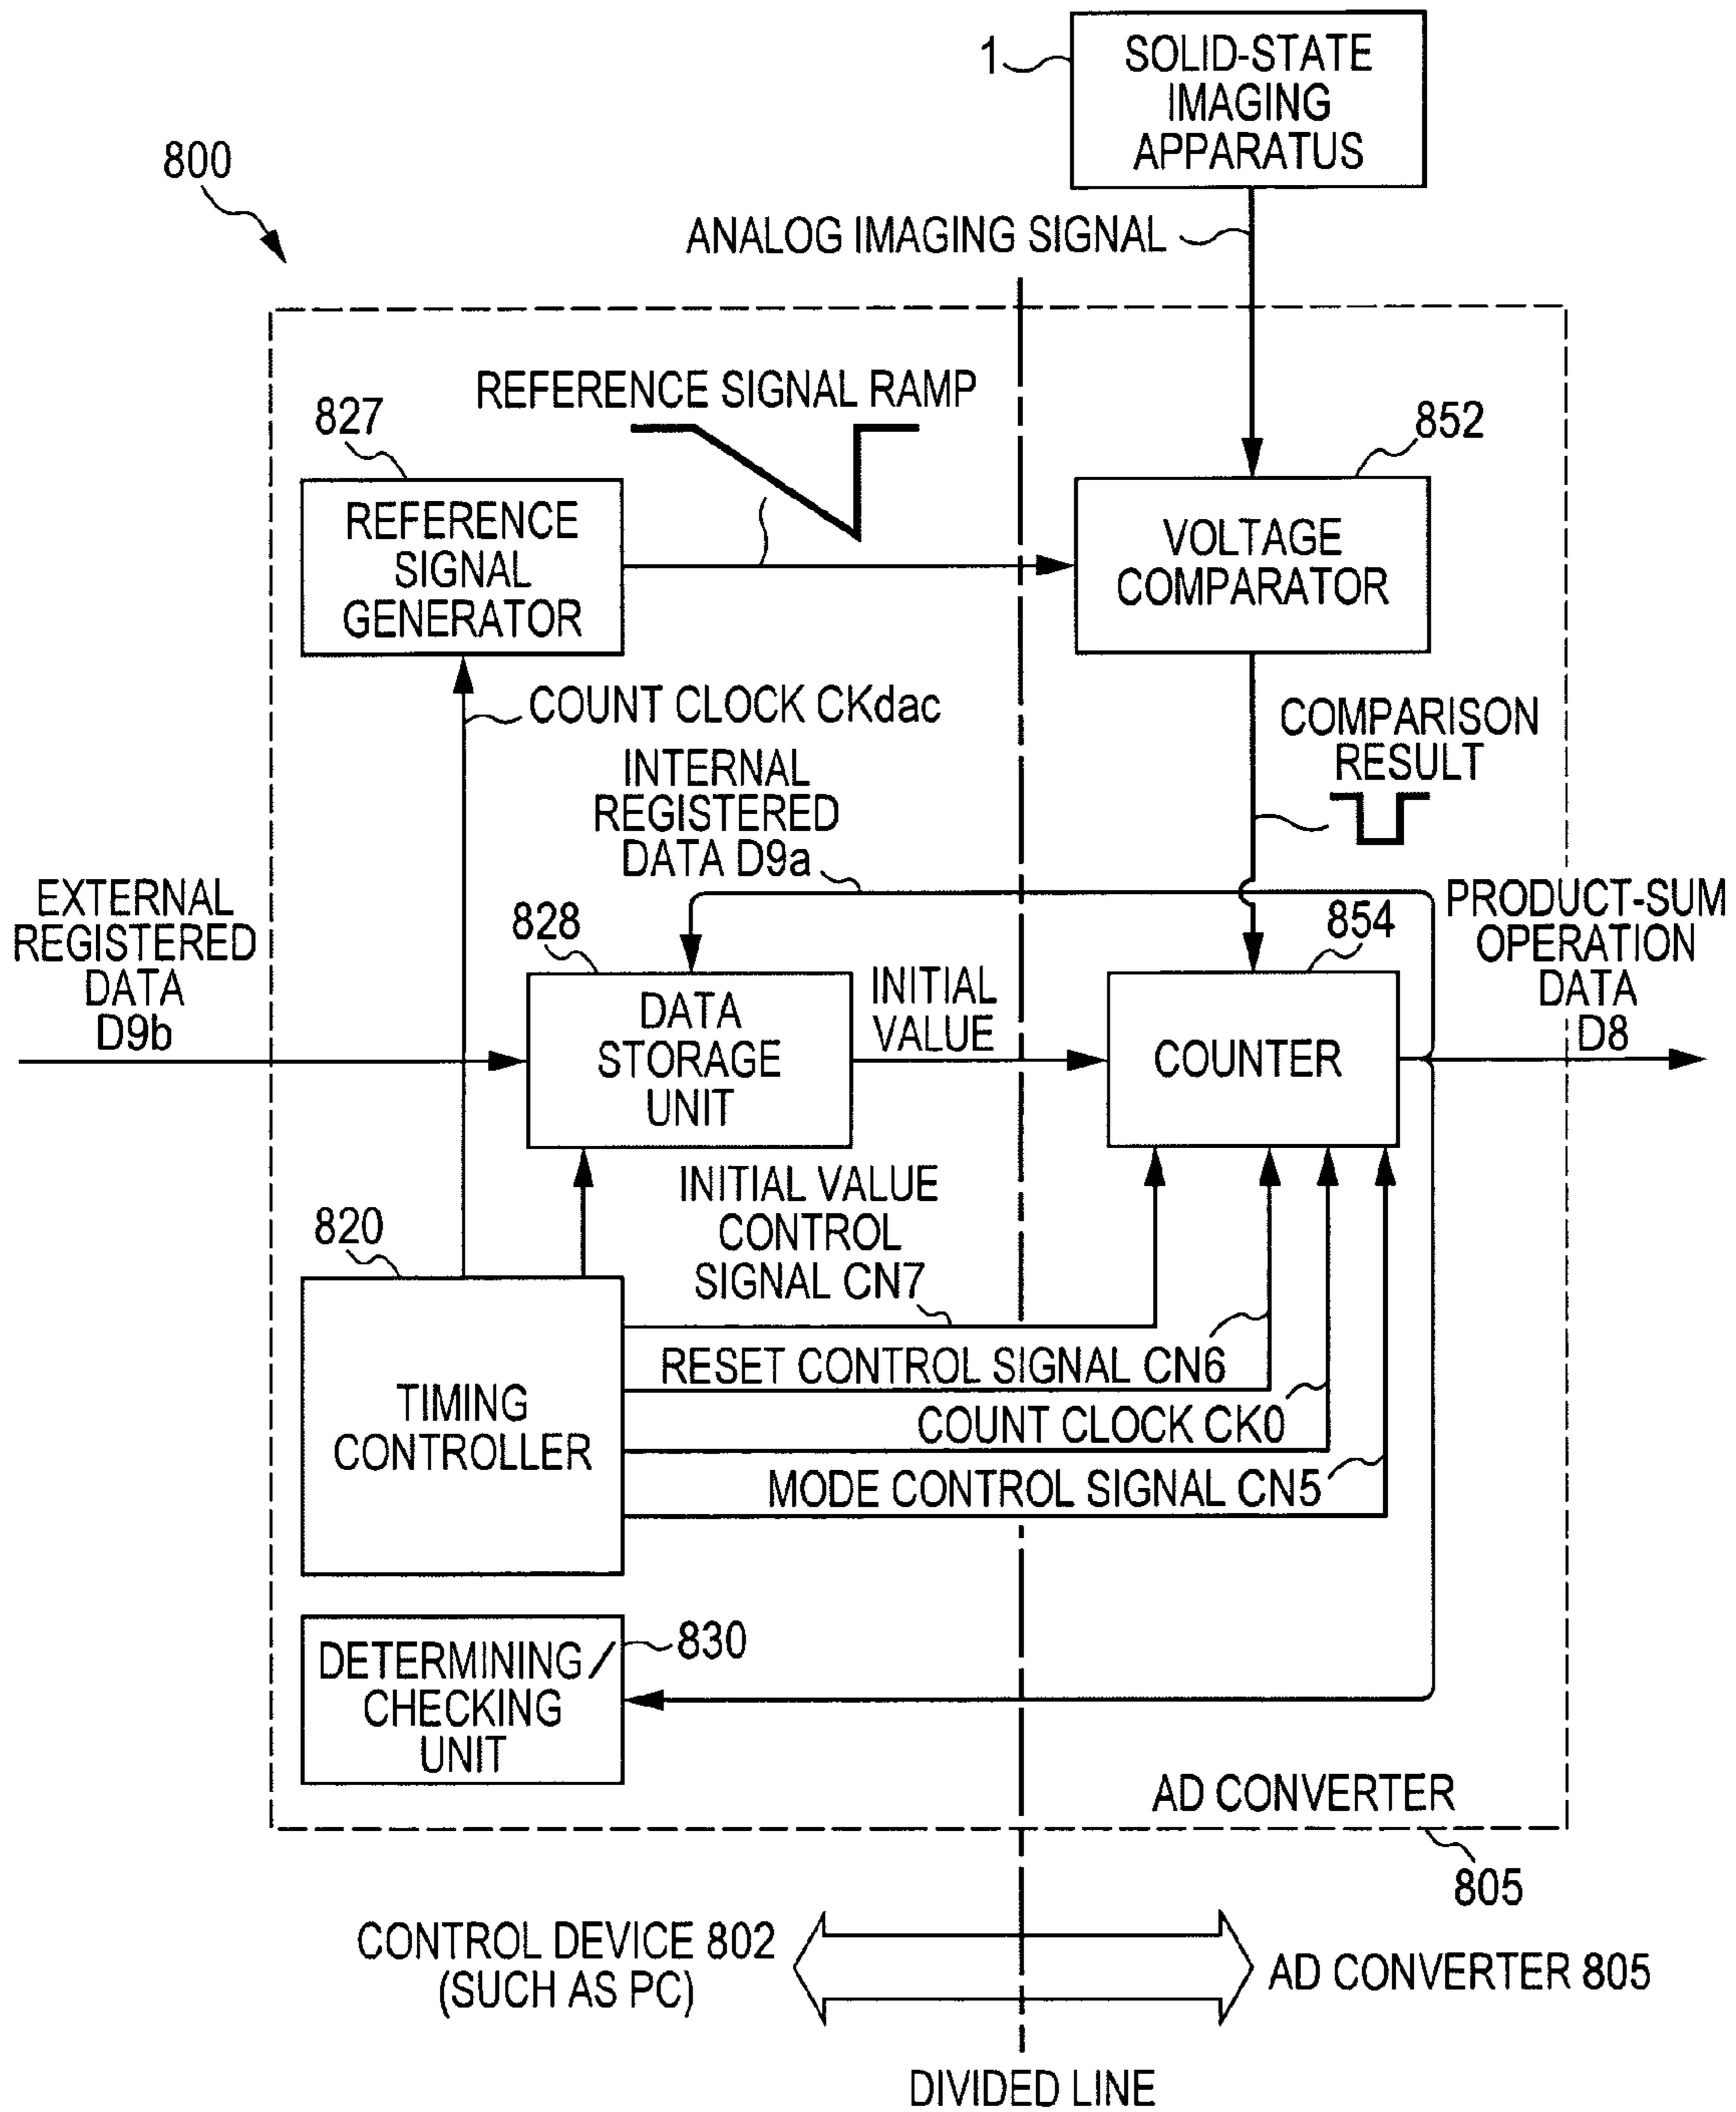 1
SOLID-STATE
IMAGING
APPARATUS
800
ANALOG IMAGING SIGNAL
REFERENCE SIGNAL RAMP
827
852
REFERENCE
SIGNAL
GENERATOR
VOLTAGE
COMPARATOR
COUNT CLOCK CKdac
COMPARISON
RESULT
INTERNAL
REGISTERED
DATA D9a
EXTERNAL
REGISTERED
DATA
D9b
828
854
PRODUCT-SUM
OPERATION
DATA
D8
DATA
STORAGE
UNIT
INITIAL
VALUE
COUNTER
820
INITIAL VALUE
CONTROL
SIGNAL CN7
RESET CONTROL SIGNAL CN6
TIMING
CONTROLLER
COUNT CLOCK CK0
MODE CONTROL SIGNAL CN5
830
DETERMINING/
CHECKING
UNIT
AD CONVERTER
805
CONTROL DEVICE 802
(SUCH AS PC)
AD CONVERTER 805
DIVIDED LINE